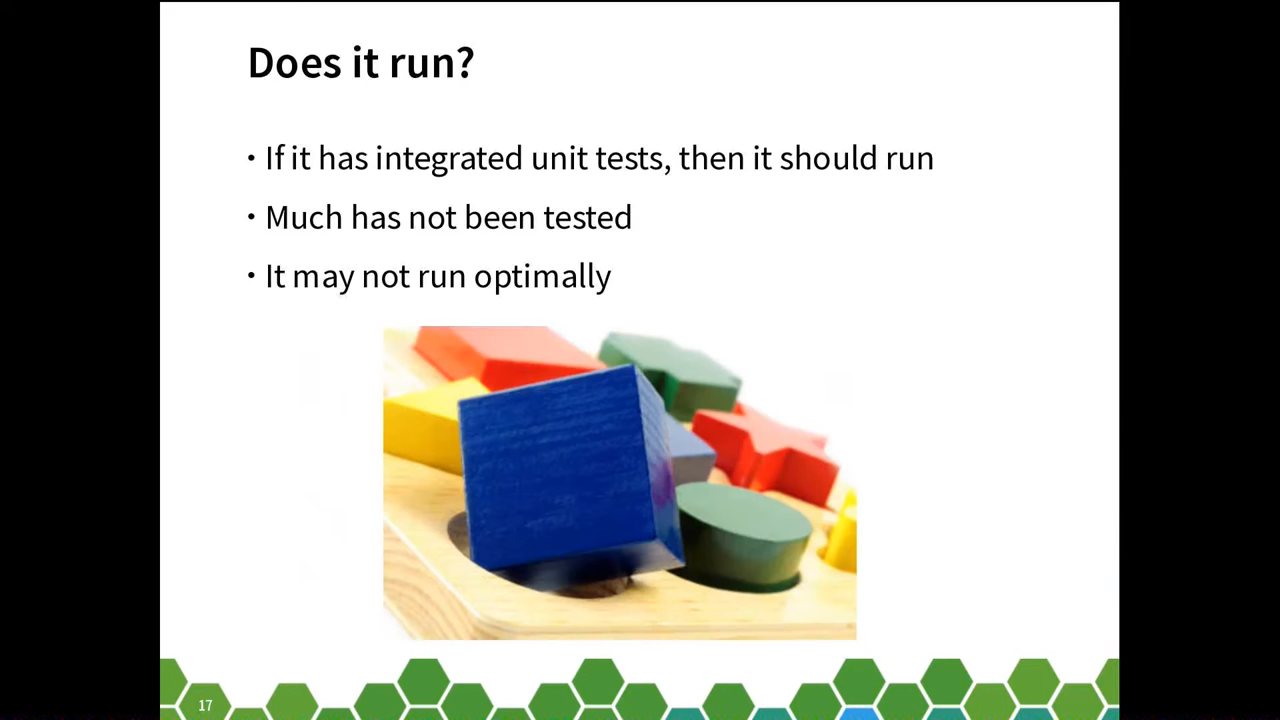 Does it run?
• If it has integrated unit tests, then it should run
• Much has not been tested
• It may not run optimally
17